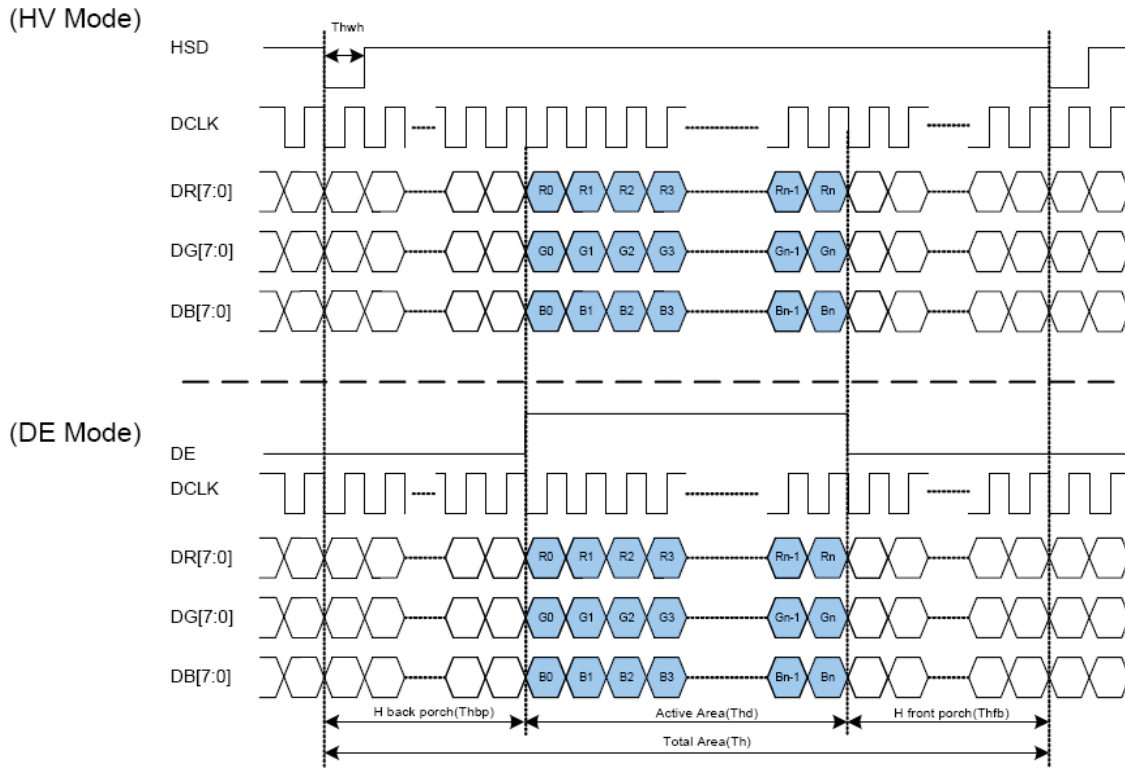 (HV Mode)
Thwh
HSD
DCLK
DR[7:0] R0 R1 R2 R3 Rn-1 Rn
DG[7:0] G0 G1 G2 G3 Gn-1 Gn
DB[7:0] B0 B1 B2 B3 Bn-1 Bn
(DE Mode)
DE
DCLK
DR[7:0] R0 R1 R2 R3 Rn-1 Rn
DG[7:0] G0 G1 G2 G3 Gn-1 Gn
DB[7:0] B0 B1 B2 B3 Bn-1 Bn
H back porch(Thbp) Active Area(Thd) H front porch(Thfb)
Total Area(Th)